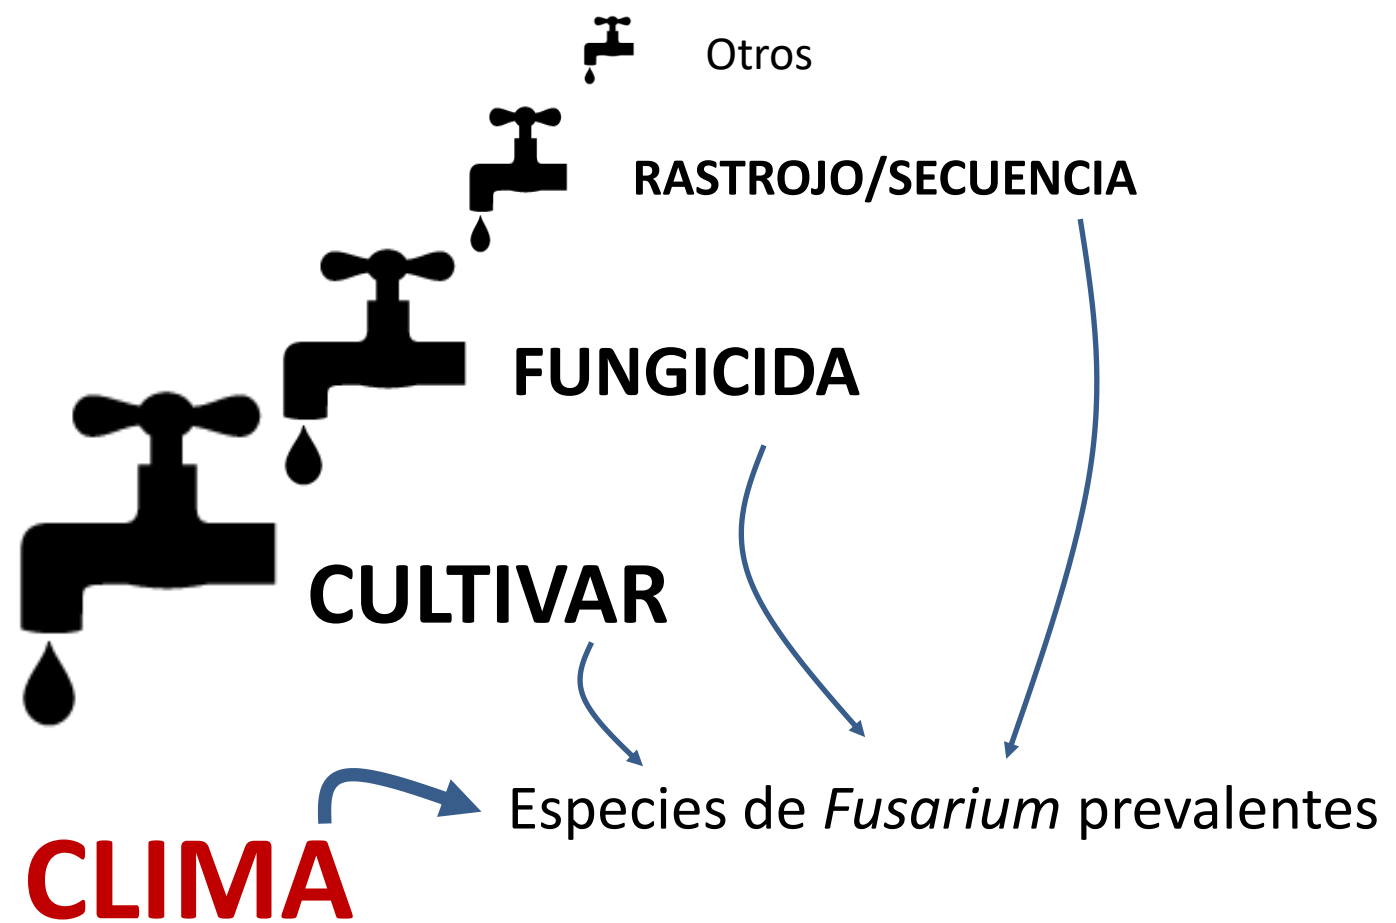 Otros
RASTROJO/SECUENCIA
FUNGICIDA
CULTIVAR
Especies de Fusarium prevalentes
CLIMA